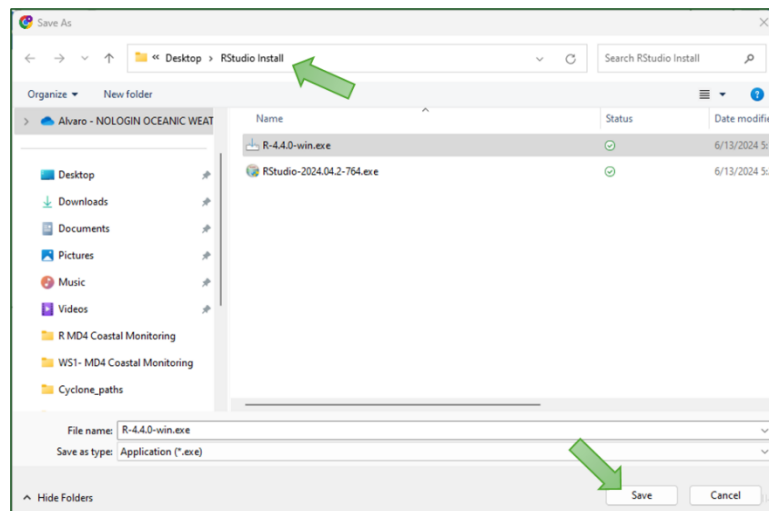 Save As
« Desktop > RStudio Install
Search RStudio Install
Organize
New folder
Alvaro - NOLOGIN OCEANIC WEAT
Name
Status
Date modifie
R-4.4.0-win.exe
6/13/2024 5:
RStudio-2024.04.2-764.exe
6/13/2024 5:
Desktop
Downloads
Documents
Pictures
Music
Videos
R MD4 Coastal Monitoring
WS1- MD4 Coastal Monitoring
Cyclone_paths
File name: R-4.4.0-win.exe
Save as type: Application (*.exe)
Hide Folders
Save
Cancel